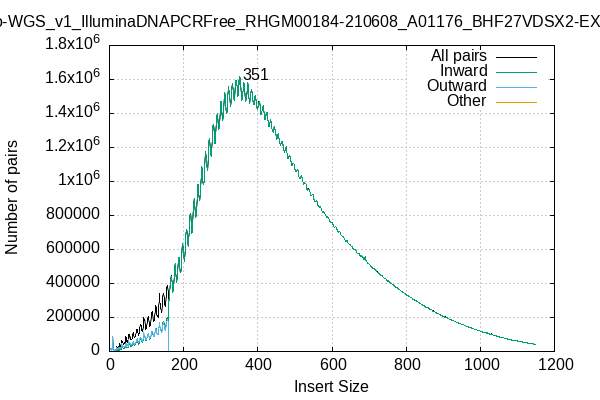 o-WGS_v1_IlluminaDNAPCRFree_RHGM00184-210608_A01176_BHF27VDSX2-EX
1.8x10^6
1.6x10^6
1.4x10^6
1.2x10^6
1x10^6
800000
600000
400000
200000
0
Number of pairs
351
All pairs
Inward
Outward
Other
0 200 400 600 800 1000 1200
Insert Size